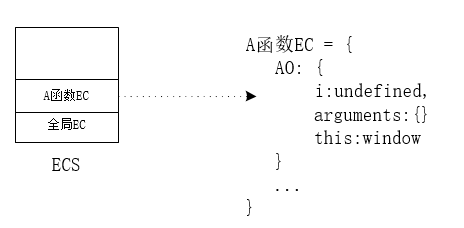 A函数EC
全局EC
ECS
A函数EC = {
AO: {
i:undefined,
arguments:{}
this:window
}
...
}